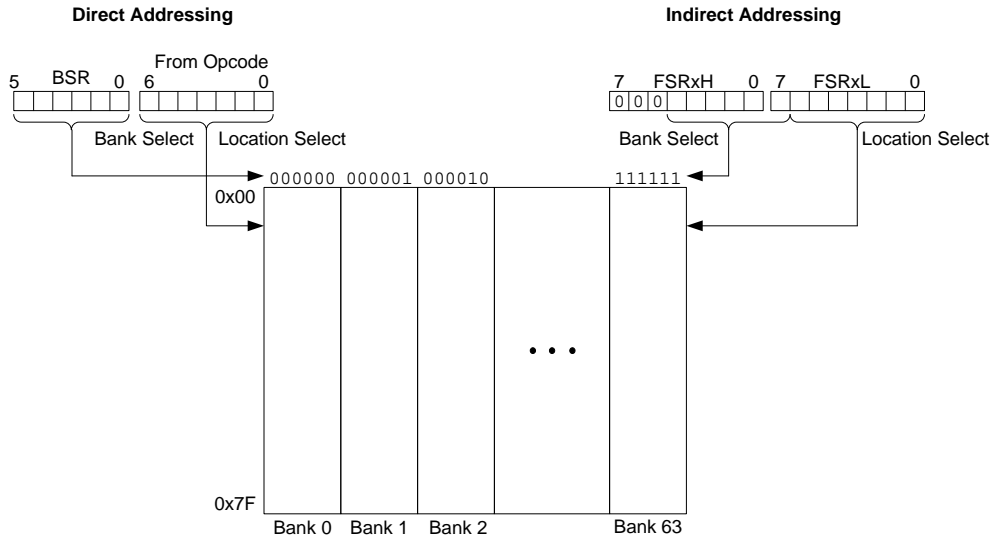 Direct Addressing
Indirect Addressing
From Opcode
5 BSR 0 6 0
7 FSRxH 0 7 FSRxL 0
0 0 0
Bank Select Location Select
Bank Select Location Select
000000 000001 000010 111111
0x00
0x7F
Bank 0 Bank 1 Bank 2 Bank 63